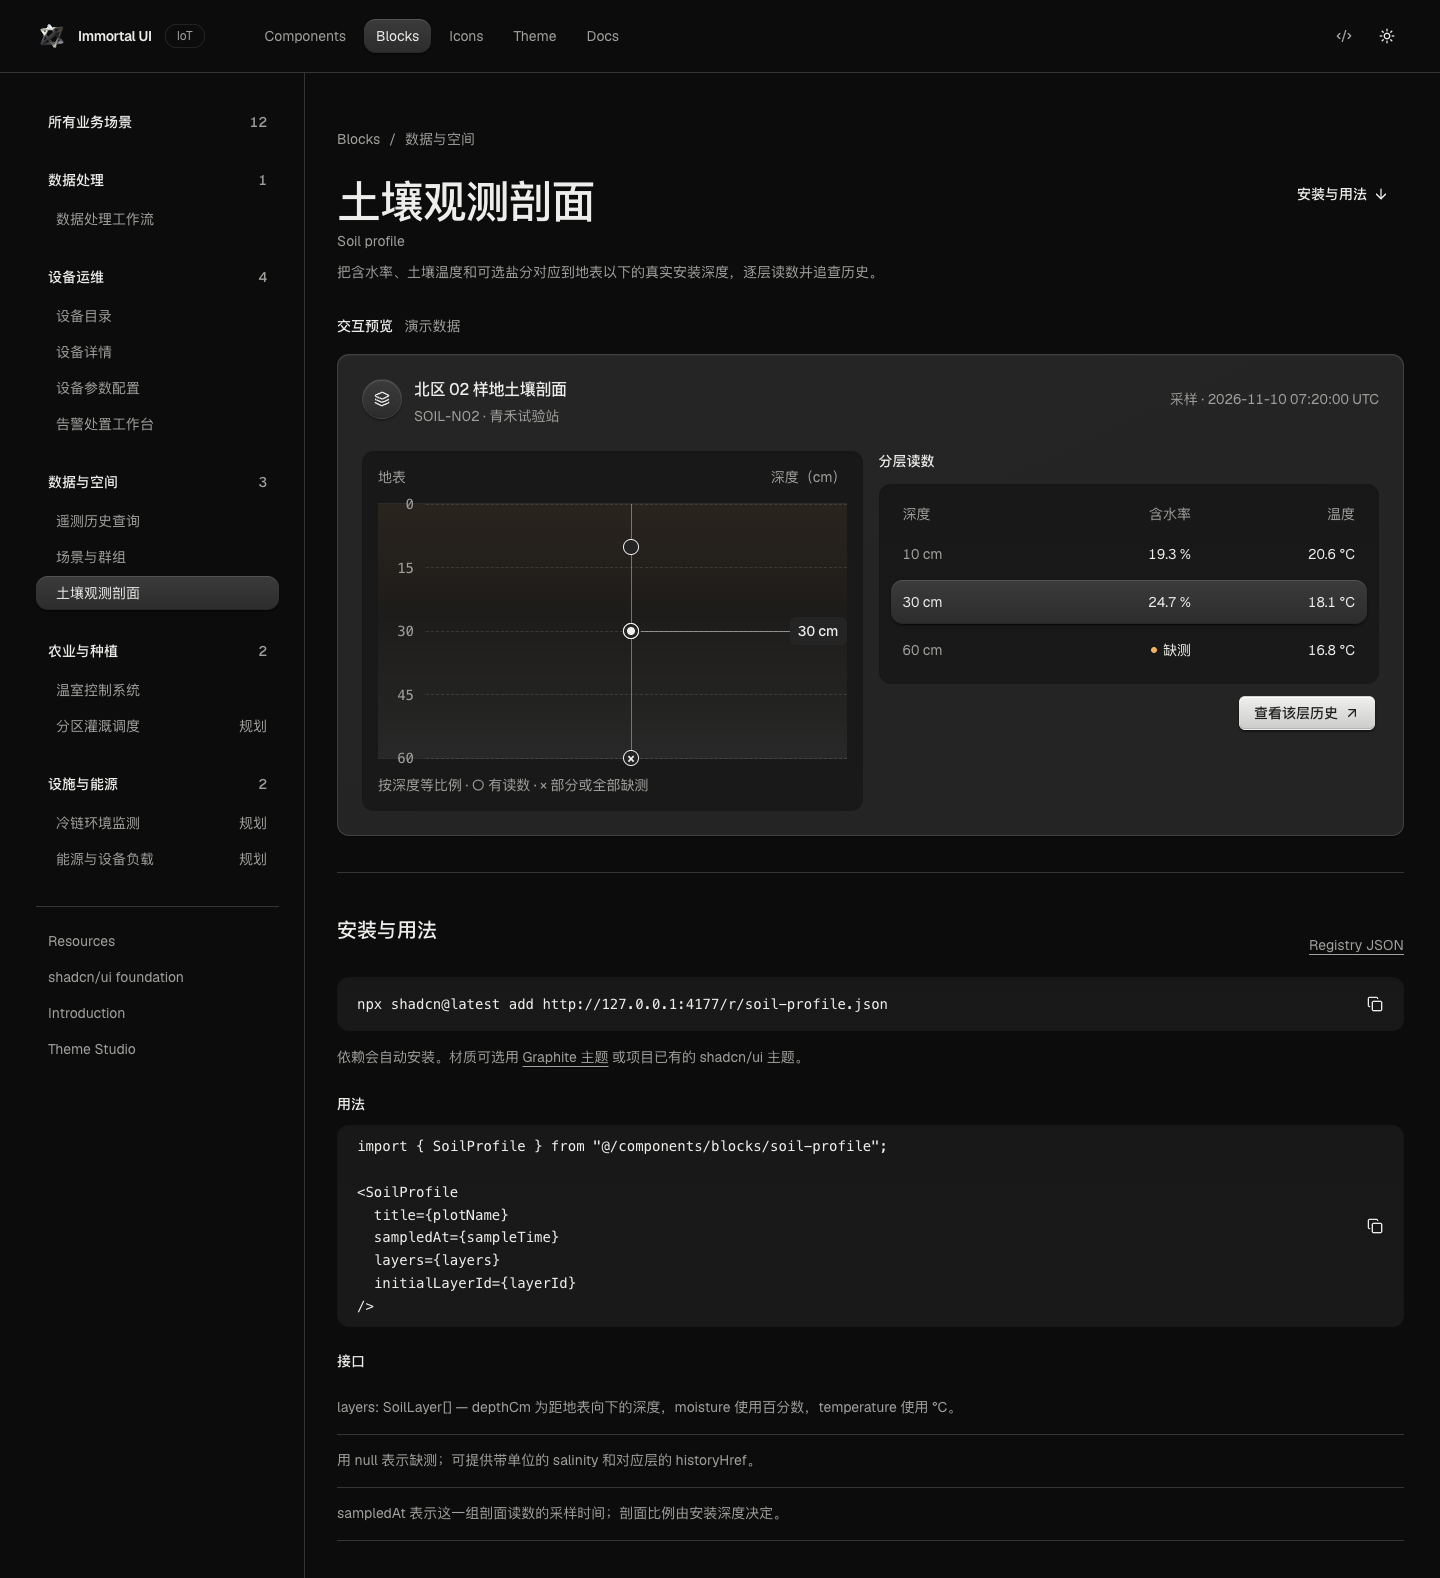 Immortal UI IoT Components Blocks Icons Theme Docs
所有业务场景 12
数据处理 1
数据处理工作流
设备运维 4
设备目录
设备详情
设备参数配置
告警处置工作台
数据与空间 3
遥测历史查询
场景与群组
土壤观测剖面
农业与种植 2
温室控制系统
分区灌溉调度 规划
设施与能源 2
冷链环境监测 规划
能源与设备负载 规划
Resources
shadcn/ui foundation
Introduction
Theme Studio
Blocks / 数据与空间
土壤观测剖面
安装与用法 ↓
Soil profile
把含水率、土壤温度和可选盐分对应到地表以下的真实安装深度，逐层读数并追查历史。
交互预览 演示数据
北区 02 样地土壤剖面
SOIL-N02 · 青禾试验站
采样 · 2026-11-10 07:20:00 UTC
地表 深度（cm）
0
15
30 30 cm
45
60
按深度等比例 · ○ 有读数 · × 部分或全部缺测
分层读数
深度 含水率 温度
10 cm 19.3 % 20.6 °C
30 cm 24.7 % 18.1 °C
60 cm 缺测 16.8 °C
查看该层历史 ↗
安装与用法
Registry JSON
npx shadcn@latest add http://127.0.0.1:4177/r/soil-profile.json
依赖会自动安装。材质可选用 Graphite 主题 或项目已有的 shadcn/ui 主题。
用法
import { SoilProfile } from "@/components/blocks/soil-profile";
<SoilProfile
title={plotName}
sampledAt={sampleTime}
layers={layers}
initialLayerId={layerId}
/>
接口
layers: SoilLayer[] — depthCm 为距地表向下的深度，moisture 使用百分数，temperature 使用 °C。
用 null 表示缺测；可提供带单位的 salinity 和对应层的 historyHref。
sampledAt 表示这一组剖面读数的采样时间；剖面比例由安装深度决定。